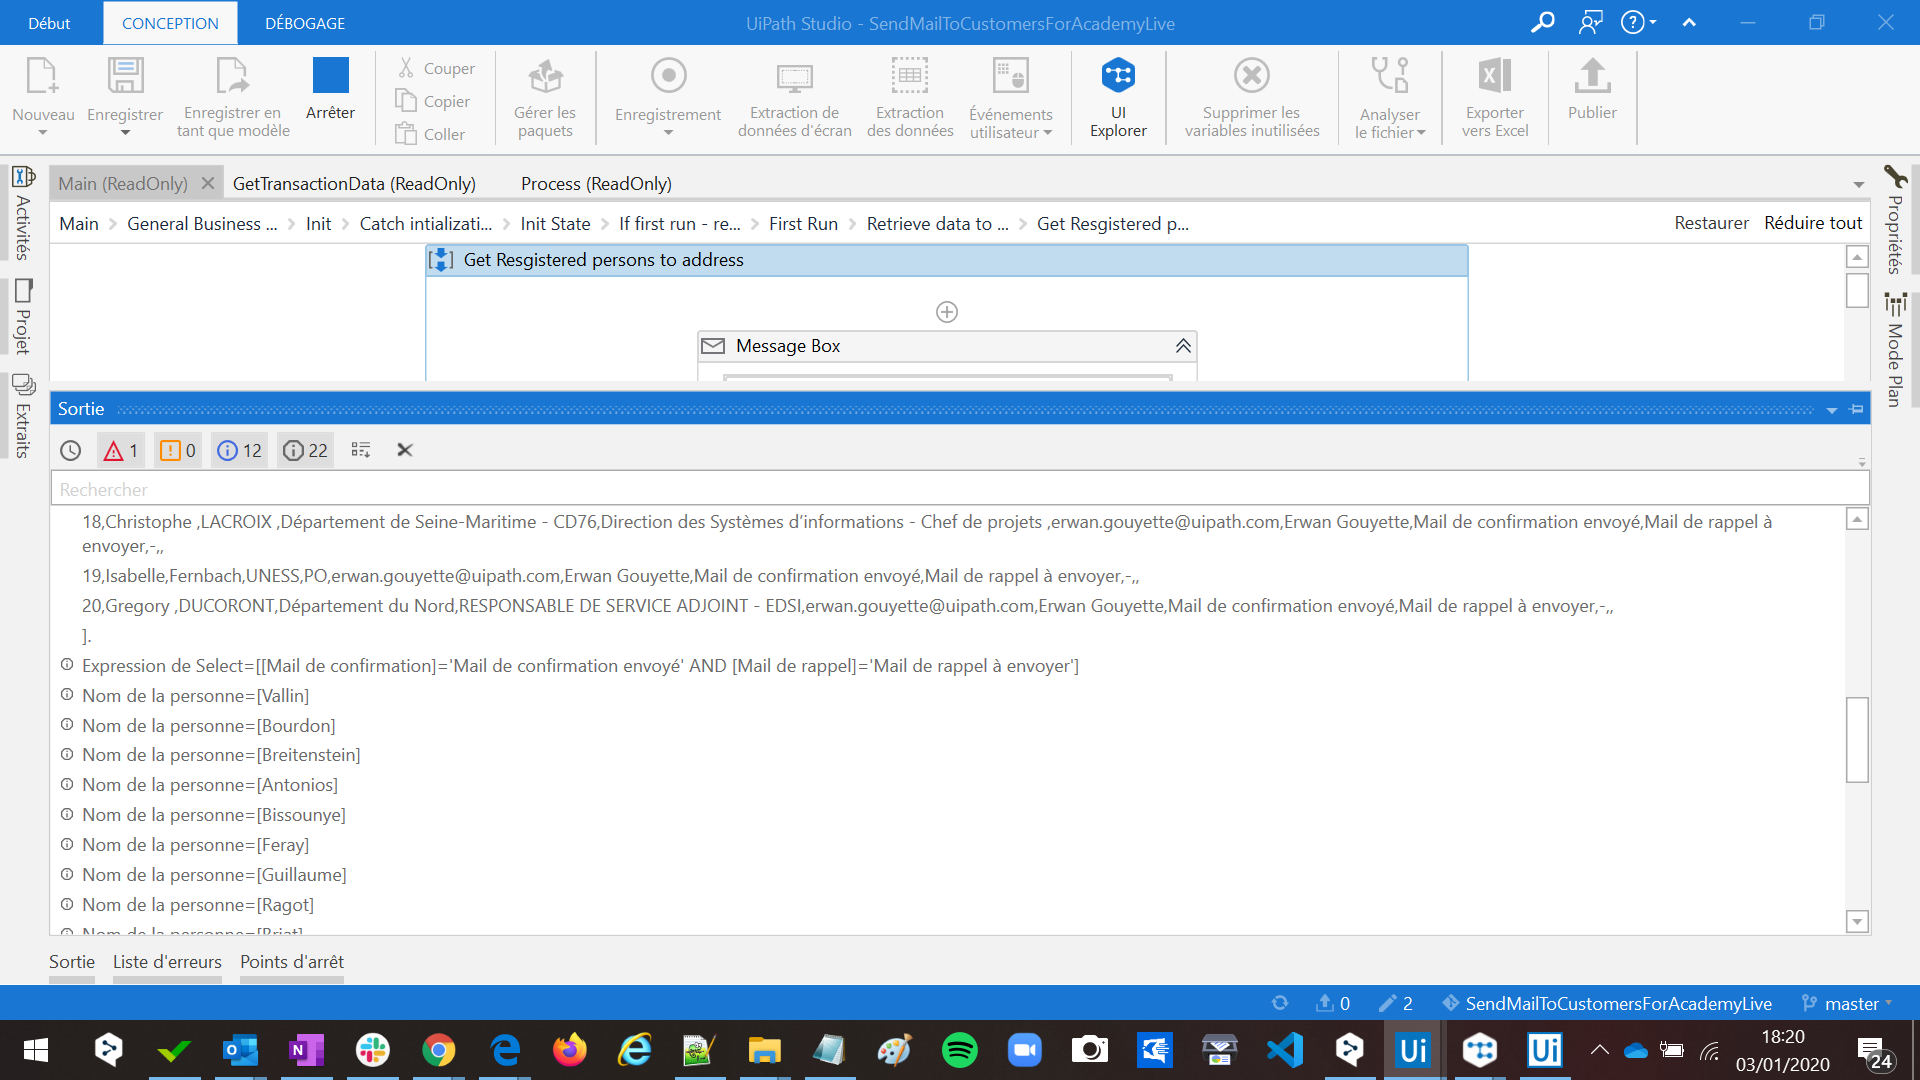 Début
CONCEPTION
DÉBOGAGE
UiPath Studio - SendMailToCustomersForAcademyLive
Nouveau
Enregistrer
Enregistrer en
tant que modèle
Arrêter
Couper
Copier
Coller
Gérer les
paquets
Enregistrement
Extraction de
données d'écran
Extraction
des données
Événements
utilisateur
UI
Explorer
Supprimer les
variables inutilisées
Analyser
le fichier
Exporter
vers Excel
Publier
Activités
Projet
Extraits
Main (ReadOnly)
GetTransactionData (ReadOnly)
Process (ReadOnly)
Main
General Business ...
Init
Catch intializati...
Init State
If first run - re...
First Run
Retrieve data to ...
Get Resgistered p...
Restaurer
Réduire tout
Propriétés
Mode Plan
Get Resgistered persons to address
Message Box
Sortie
1
0
12
22
Rechercher
18,Christophe ,LACROIX ,Département de Seine-Maritime - CD76,Direction des Systèmes d’informations - Chef de projets ,erwan.gouyette@uipath.com,Erwan Gouyette,Mail de confirmation envoyé,Mail de rappel à
envoyer,-,,
19,Isabelle,Fernbach,UNESS,PO,erwan.gouyette@uipath.com,Erwan Gouyette,Mail de confirmation envoyé,Mail de rappel à envoyer,-,,
20,Gregory ,DUCORONT,Département du Nord,RESPONSABLE DE SERVICE ADJOINT - EDSI,erwan.gouyette@uipath.com,Erwan Gouyette,Mail de confirmation envoyé,Mail de rappel à envoyer,-,,
].
Expression de Select=[[Mail de confirmation]='Mail de confirmation envoyé' AND [Mail de rappel]='Mail de rappel à envoyer']
Nom de la personne=[Vallin]
Nom de la personne=[Bourdon]
Nom de la personne=[Breitenstein]
Nom de la personne=[Antonios]
Nom de la personne=[Bissounye]
Nom de la personne=[Feray]
Nom de la personne=[Guillaume]
Nom de la personne=[Ragot]
Nom de la personne=[Briat]
Sortie
Liste d'erreurs
Points d'arrêt
0
2
SendMailToCustomersForAcademyLive
master
18:20
03/01/2020
24